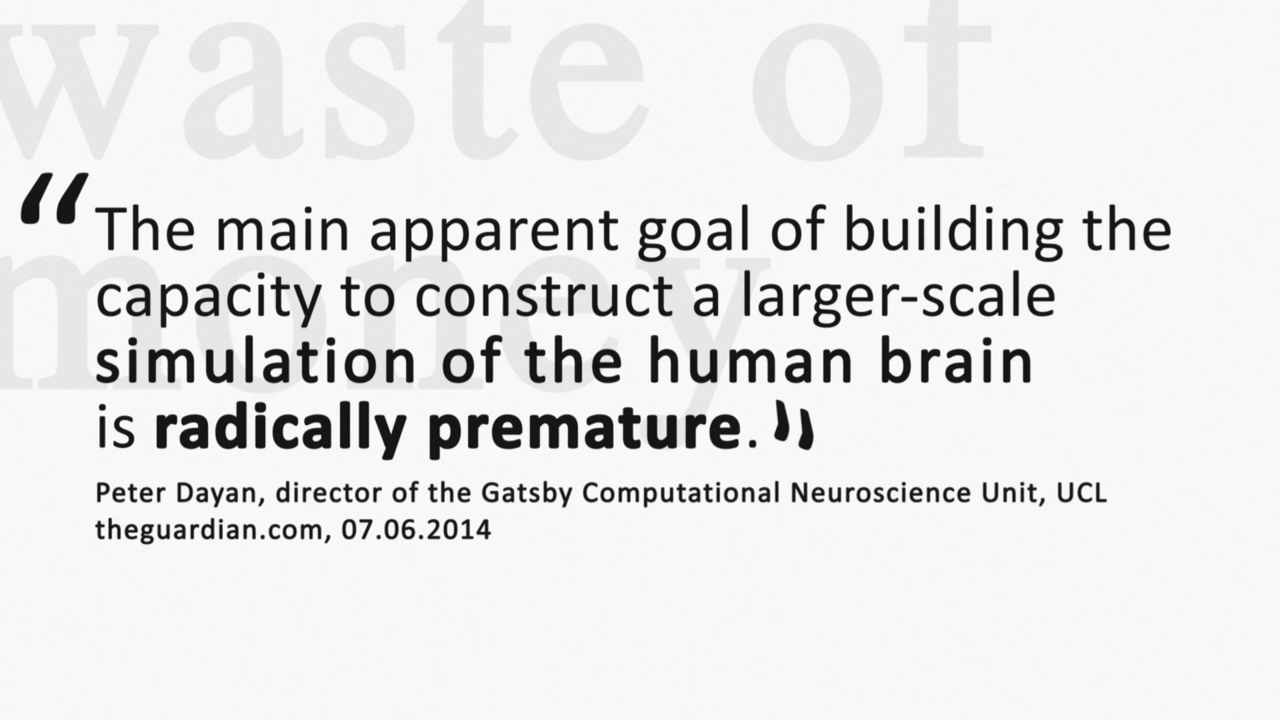 waste of
money
“The main apparent goal of building the
capacity to construct a larger-scale
simulation of the human brain
is radically premature.”
Peter Dayan, director of the Gatsby Computational Neuroscience Unit, UCL
theguardian.com, 07.06.2014